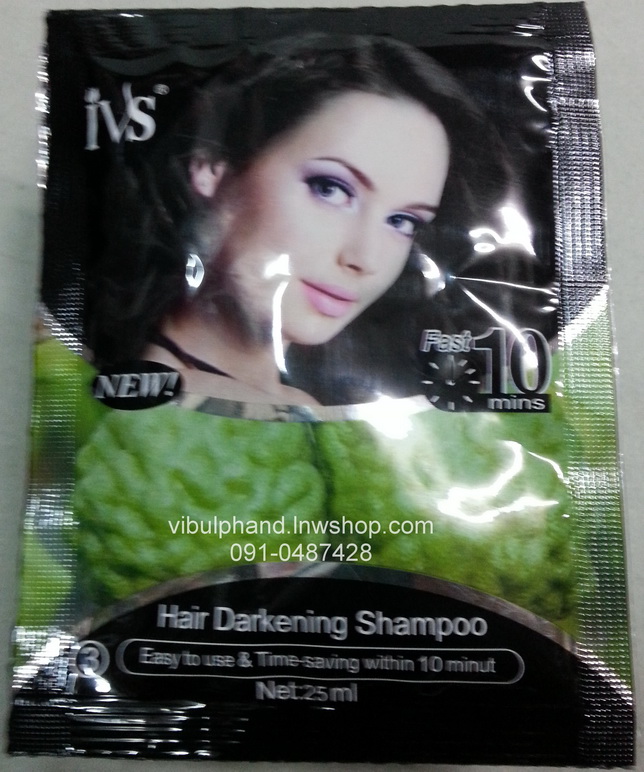 iVS®
Fast 10
mins
NEW!
vibulphand.lnwshop.com
091-0487428
Hair Darkening Shampoo
3
Easy to use & Time-saving within 10 minut
Net:25ml